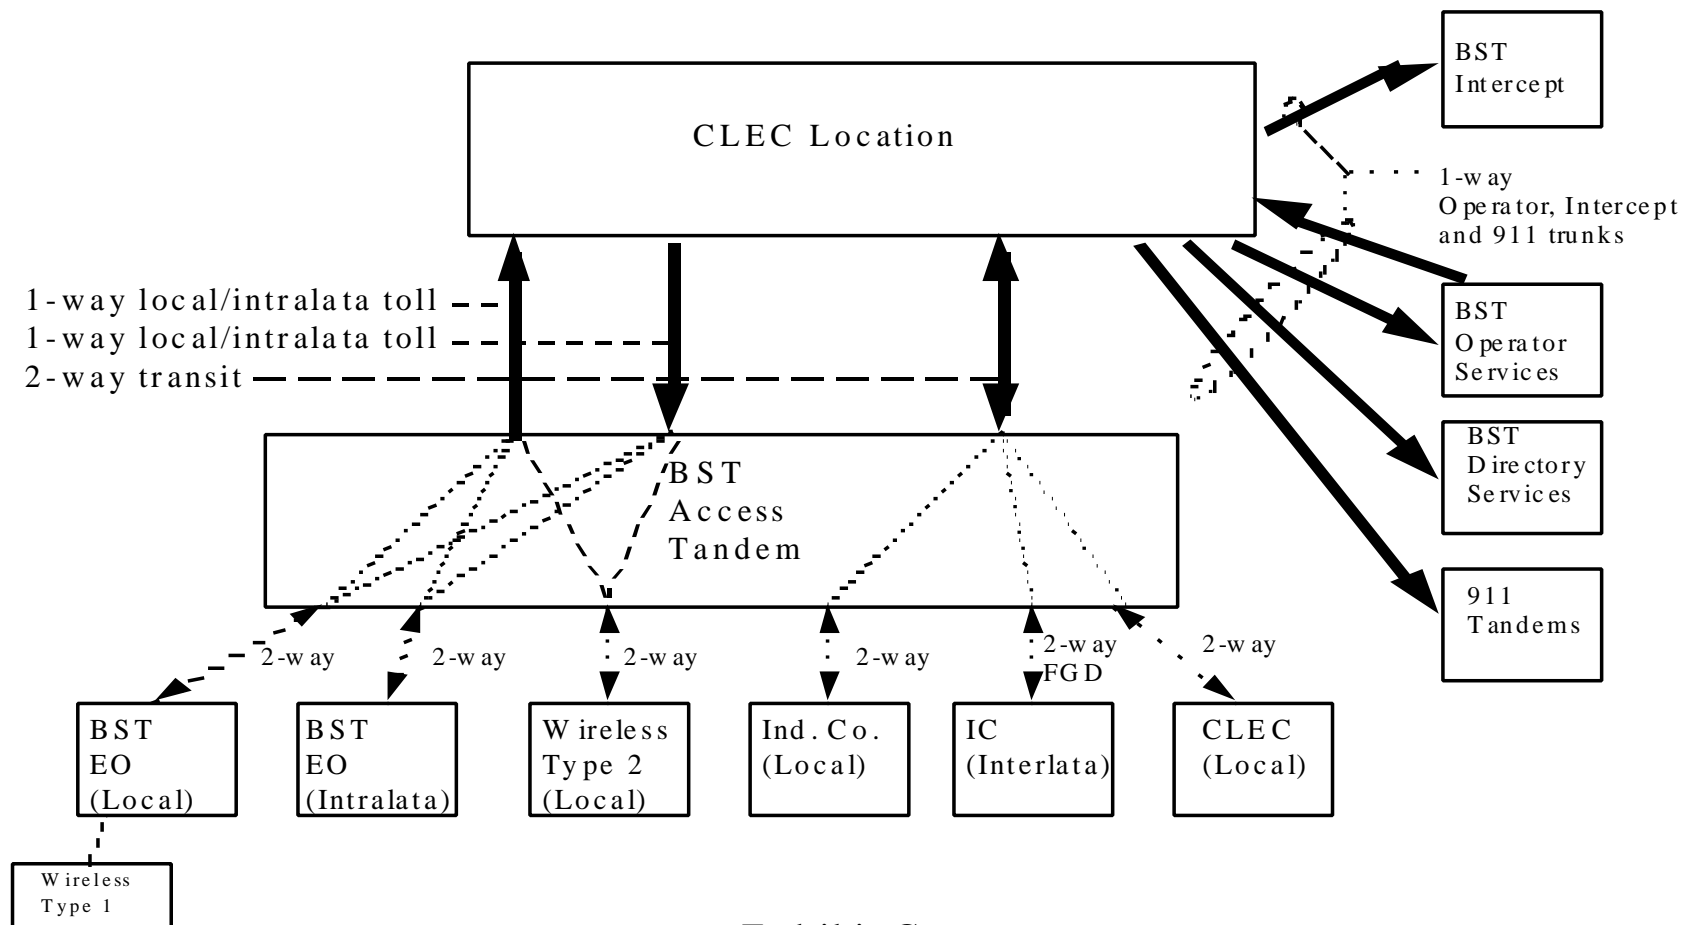 BST
Intercept
CLEC Location
1-way
Operator, Intercept
and 911 trunks
1-way local/intralata toll
1-way local/intralata toll
2-way transit
BST
Operator
Services
BST
Directory
Services
BST
Access
Tandem
911
Tandems
2-way
2-way
2-way
2-way
2-way
FGD
2-way
BST
EO
(Local)
BST
EO
(Intralata)
Wireless
Type 2
(Local)
Ind. Co.
(Local)
IC
(Interlata)
CLEC
(Local)
Wireless
Type 1